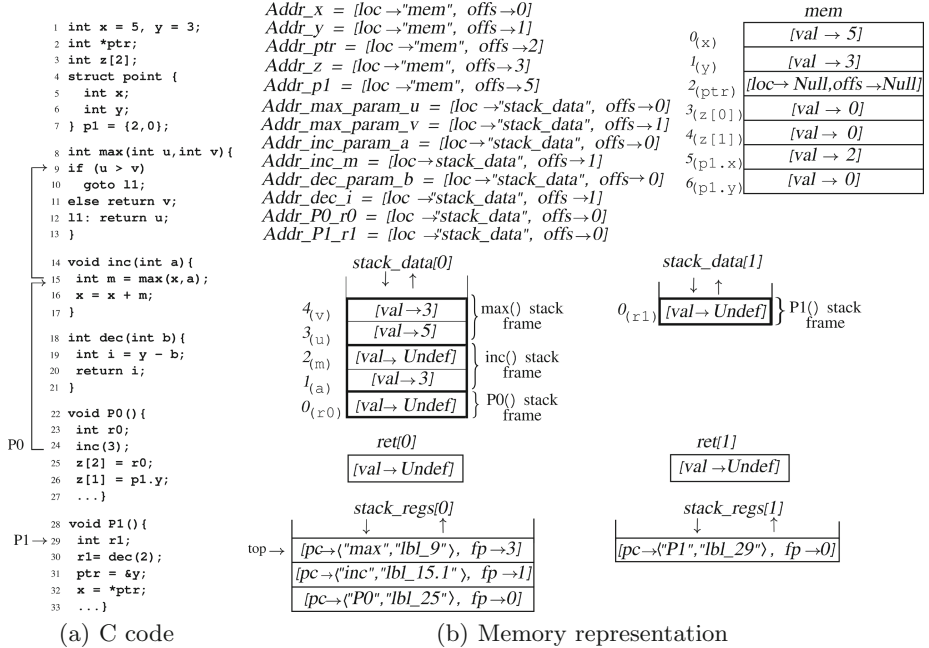 1 int x = 5, y = 3;
2 int *ptr;
3 int z[2];
4 struct point {
5 int x;
6 int y;
7 } p1 = {2,0};
8 int max(int u,int v){
9 if (u > v)
10 goto l1;
11 else return v;
12 l1: return u;
13 }
14 void inc(int a){
15 int m = max(x,a);
16 x = x + m;
17 }
18 int dec(int b){
19 int i = y - b;
20 return i;
21 }
22 void P0(){
23 int r0;
P0 24 inc(3);
25 z[2] = r0;
26 z[1] = p1.y;
27 ...}
28 void P1(){
P1→ 29 int r1;
30 r1= dec(2);
31 ptr = &y;
32 x = *ptr;
33 ...}
(a) C code
Addr_x = [loc→"mem", offs→0]
Addr_y = [loc→"mem", offs→1]
Addr_ptr = [loc→"mem", offs→2]
Addr_z = [loc→"mem", offs→3]
Addr_p1 = [loc→"mem", offs→5]
Addr_max_param_u = [loc→"stack_data", offs→0]
Addr_max_param_v = [loc→"stack_data", offs→1]
Addr_inc_param_a = [loc→"stack_data", offs→0]
Addr_inc_m = [loc→stack_data", offs→1]
Addr_dec_param_b = [loc→"stack_data", offs→0]
Addr_dec_i = [loc→"stack_data", offs→1]
Addr_P0_r0 = [loc→"stack_data", offs→0]
Addr_P1_r1 = [loc→"stack_data", offs→0]
mem
0(x) [val→5]
1(y) [val→3]
2(ptr) [loc→Null,offs→Null]
3(z[0]) [val→0]
4(z[1]) [val→0]
5(p1.x) [val→2]
6(p1.y) [val→0]
stack_data[0]
↓ ↑
4(v) [val→3]
3(u) [val→5]
max() stack
frame
2(m) [val→Undef]
1(a) [val→3]
inc() stack
frame
0(r0) [val→Undef]
P0() stack
frame
stack_data[1]
↓ ↑
0(r1) [val→Undef]
P1() stack
frame
ret[0]
[val→Undef]
ret[1]
[val→Undef]
stack_regs[0]
↓ ↑
top→ [pc→⟨"max","lbl_9"⟩, fp→3]
[pc→⟨"inc","lbl_15.1"⟩, fp→1]
[pc→⟨"P0","lbl_25"⟩, fp→0]
stack_regs[1]
↓ ↑
[pc→⟨"P1","lbl_29"⟩, fp→0]
(b) Memory representation